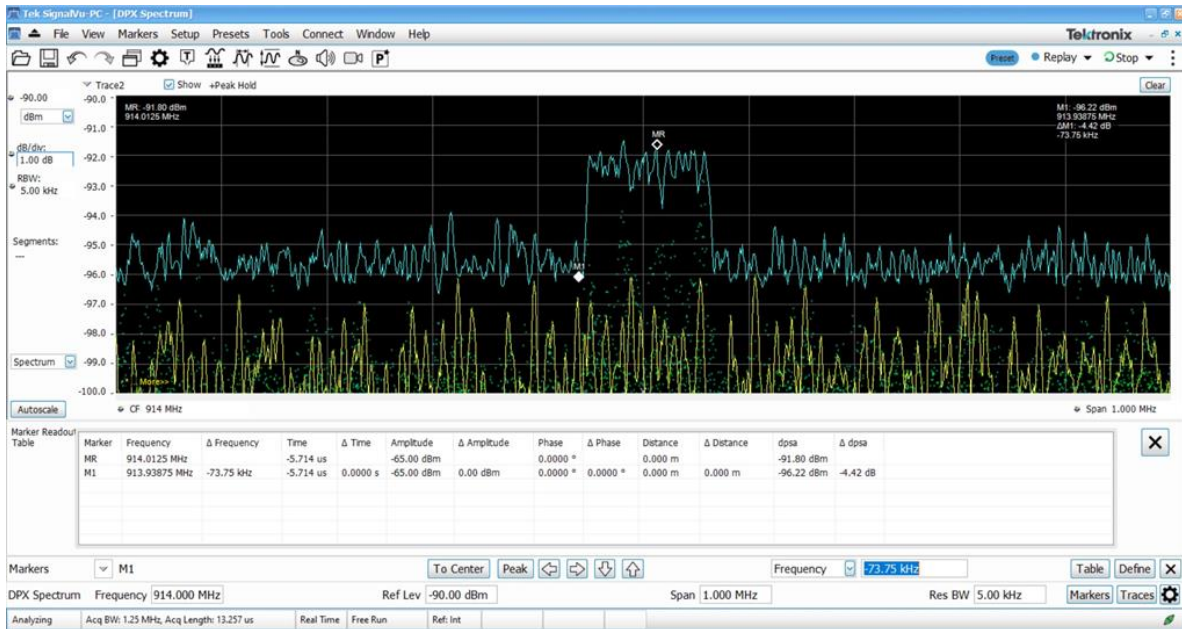 Tek SignalVu-PC - [DPX Spectrum]
File View Markers Setup Presets Tools Connect Window Help Tektronix
Preset Replay Stop
Trace2 Show +Peak Hold Clear
-90.00
dBm
dB/div:
1.00 dB
RBW:
5.00 kHz
Segments:
---
Spectrum
Autoscale
-90.0
-91.0
-92.0
-93.0
-94.0
-95.0
-96.0
-97.0
-98.0
-99.0
-100.0
MR: -91.80 dBm
914.0125 MHz
M1: -96.22 dBm
913.93875 MHz
ΔM1: -4.42 dB
-73.75 kHz
MR
M1
More>>
CF 914 MHz Span 1.000 MHz
Marker Readout
Table
Marker Frequency Δ Frequency Time Δ Time Amplitude Δ Amplitude Phase Δ Phase Distance Δ Distance dpsa Δ dpsa
MR 914.0125 MHz -5.714 us -65.00 dBm 0.0000 ° 0.000 m -91.80 dBm
M1 913.93875 MHz -73.75 kHz -5.714 us 0.0000 s -65.00 dBm 0.00 dBm 0.0000 ° 0.0000 ° 0.000 m 0.000 m -96.22 dBm -4.42 dB
Markers M1 To Center Peak Frequency -73.75 kHz Table Define X
DPX Spectrum Frequency 914.000 MHz Ref Lev -90.00 dBm Span 1.000 MHz Res BW 5.00 kHz Markers Traces
Analyzing Acq BW: 1.25 MHz, Acq Length: 13.257 us Real Time Free Run Ref: Int